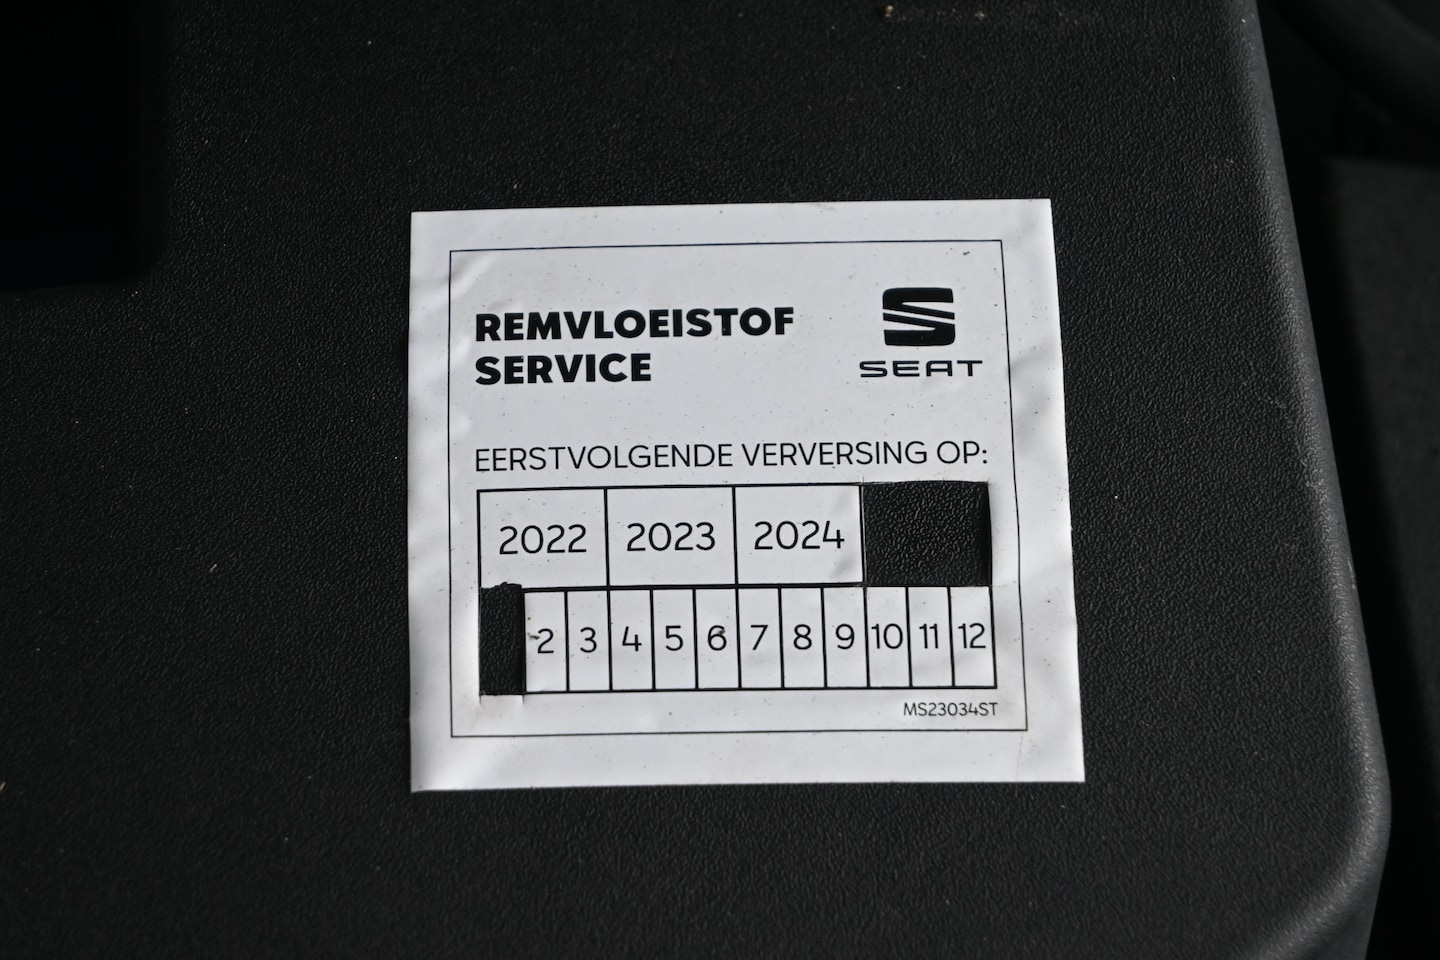 REMVLOEISTOF
SERVICE
SEAT
EERSTVOLGENDE VERVERSING OP:
2022 2023 2024
2 3 4 5 6 7 8 9 10 11 12
MS23034ST